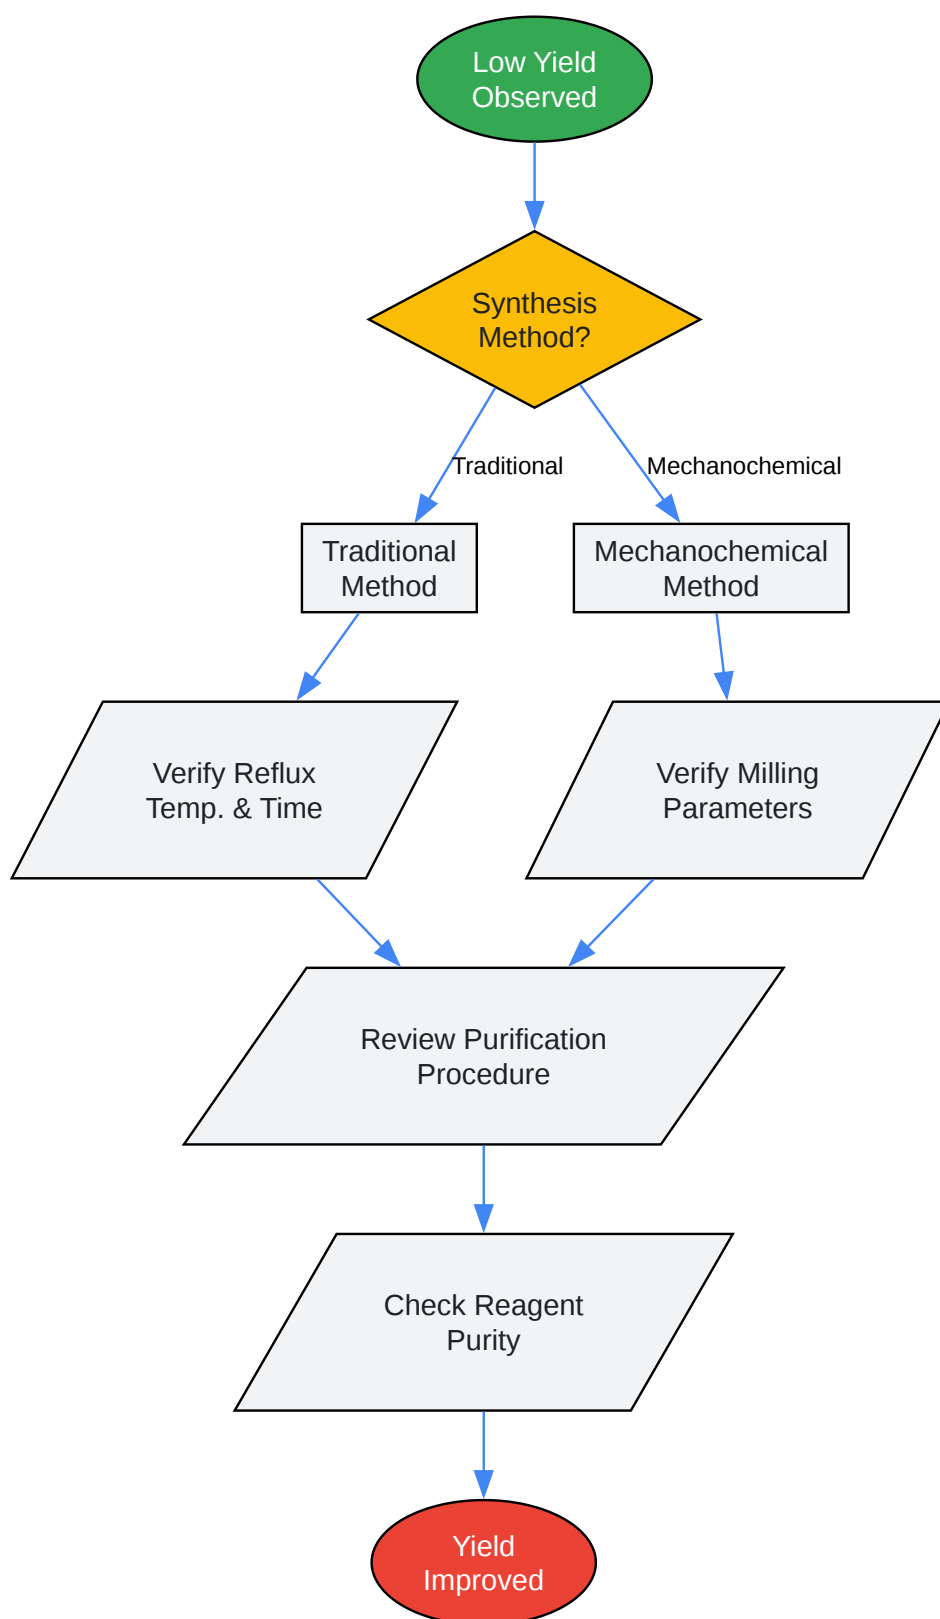 Low Yield
Observed
Synthesis
Method?
Traditional
Mechanochemical
Traditional
Method
Mechanochemical
Method
Verify Reflux
Temp. & Time
Verify Milling
Parameters
Review Purification
Procedure
Check Reagent
Purity
Yield
Improved